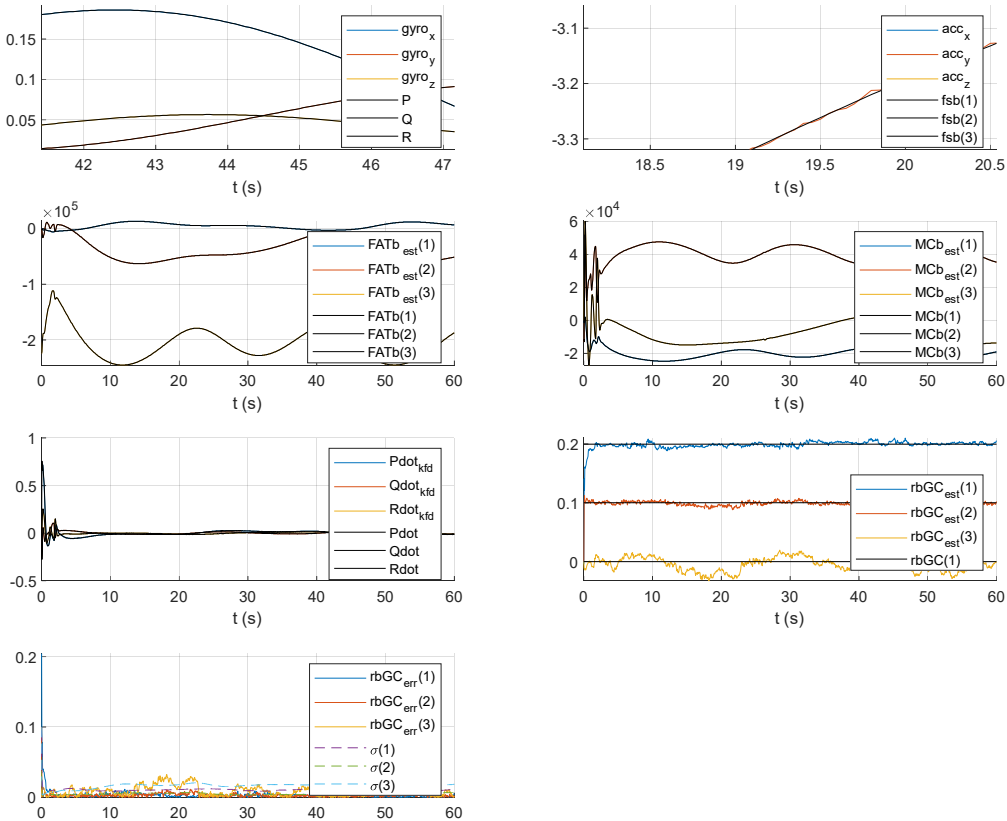 0.15
0.1
0.05
42
43
44
45
46
47
t (s)
gyro_x
gyro_y
gyro_z
P
Q
R
-3.1
-3.2
-3.3
18.5
19
19.5
20
20.5
t (s)
acc_x
acc_y
acc_z
fsb(1)
fsb(2)
fsb(3)
×10^5
0
-1
-2
0
10
20
30
40
50
60
t (s)
FATb_est(1)
FATb_est(2)
FATb_est(3)
FATb(1)
FATb(2)
FATb(3)
×10^4
6
4
2
0
-2
0
10
20
30
40
50
60
t (s)
MCb_est(1)
MCb_est(2)
MCb_est(3)
MCb(1)
MCb(2)
MCb(3)
1
0.5
0
-0.5
0
10
20
30
40
50
60
t (s)
Pdot_kfd
Qdot_kfd
Rdot_kfd
Pdot
Qdot
Rdot
0.2
0.1
0
0
10
20
30
40
50
60
t (s)
rbGC_est(1)
rbGC_est(2)
rbGC_est(3)
rbGC(1)
0.2
0.1
0
0
10
20
30
40
50
60
rbGC_err(1)
rbGC_err(2)
rbGC_err(3)
σ(1)
σ(2)
σ(3)